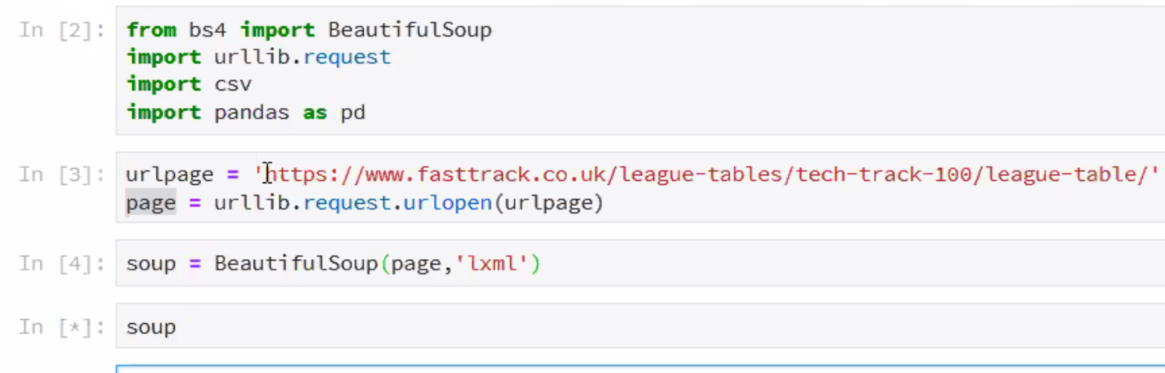 In [2]: from bs4 import BeautifulSoup
import urllib.request
import csv
import pandas as pd
In [3]: urlpage = 'https://www.fasttrack.co.uk/league-tables/tech-track-100/league-table/'
page = urllib.request.urlopen(urlpage)
In [4]: soup = BeautifulSoup(page,'lxml')
In [*]: soup